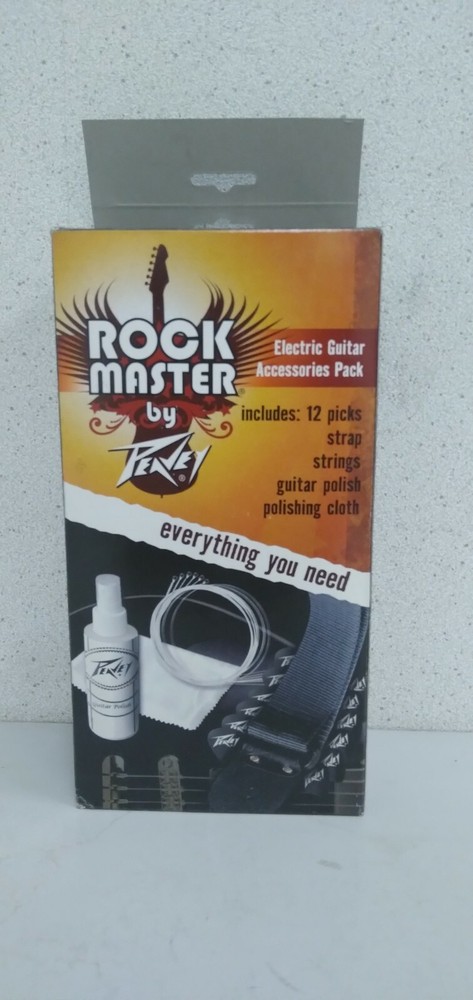 ROCK
MASTER®
by
PEAVEY®
Electric Guitar
Accessories Pack
includes: 12 picks
strap
strings
guitar polish
polishing cloth
everything you need
PEAVEY
Guitar Polish